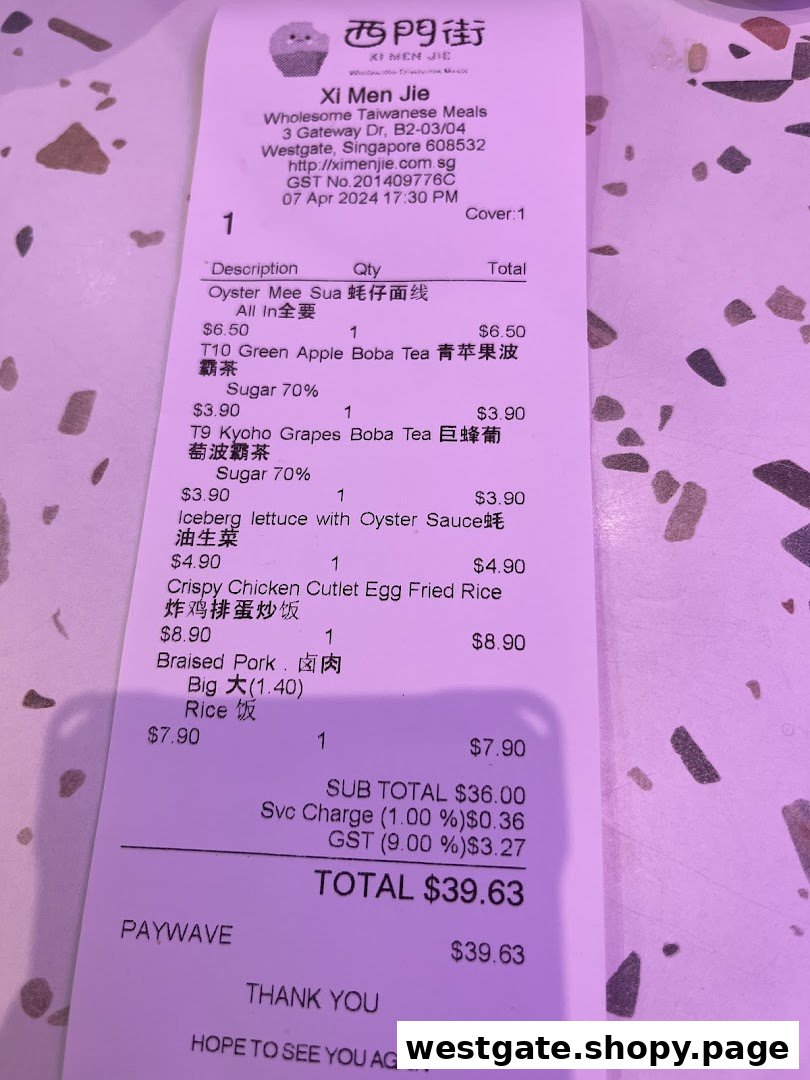 西門街
XI MEN JIE
Wholesome Taiwanese Meals
Xi Men Jie
Wholesome Taiwanese Meals
3 Gateway Dr, B2-03/04
Westgate, Singapore 608532
http://ximenjie.com sg
GST No.201409776C
07 Apr 2024 17:30 PM
1 Cover:1
Description Qty Total
Oyster Mee Sua 蚝仔面线
All In全要
$6.50 1 $6.50
T10 Green Apple Boba Tea 青苹果波
霸茶
Sugar 70%
$3.90 1 $3.90
T9 Kyoho Grapes Boba Tea 巨蜂葡
萄波霸茶
Sugar 70%
$3.90 1 $3.90
Iceberg lettuce with Oyster Sauce蚝
油生菜
$4.90 1 $4.90
Crispy Chicken Cutlet Egg Fried Rice
炸鸡排蛋炒饭
$8.90 1 $8.90
Braised Pork . 卤肉
Big 大(1.40)
Rice 饭
$7.90 1 $7.90
SUB TOTAL $36.00
Svc Charge (1.00 %)$0.36
GST (9.00 %)$3.27
TOTAL $39.63
PAYWAVE $39.63
THANK YOU
HOPE TO SEE YOU
westgate.shopy.page